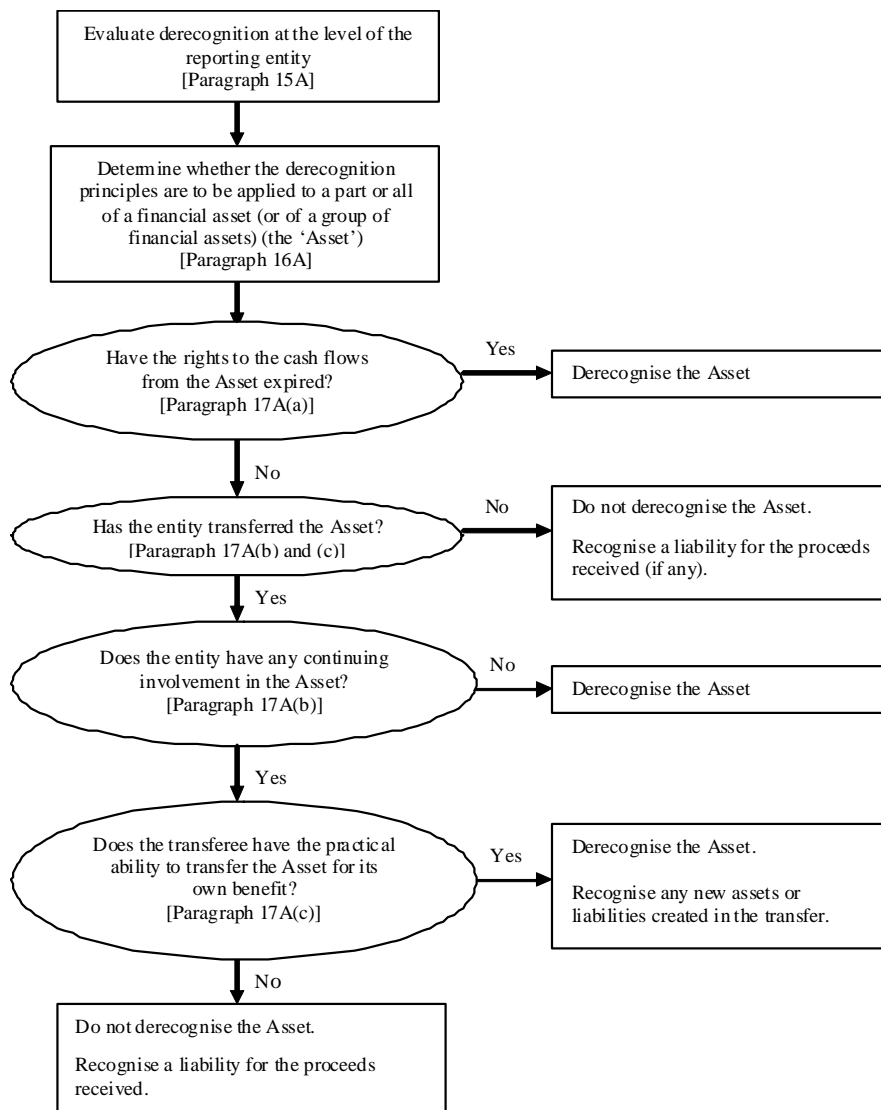 Evaluate derecognition at the level of the
reporting entity
[Paragraph 15A]
Determine whether the derecognition
principles are to be applied to a part or all
of a financial asset (or of a group of
financial assets) (the ‘Asset’)
[Paragraph 16A]
Have the rights to the cash flows
from the Asset expired?
[Paragraph 17A(a)]
Yes
Derecognise the Asset
No
Has the entity transferred the Asset?
[Paragraph 17A(b) and (c)]
No
Do not derecognise the Asset.
Recognise a liability for the proceeds
received (if any).
Yes
Does the entity have any continuing
involvement in the Asset?
[Paragraph 17A(b)]
No
Derecognise the Asset
Yes
Does the transferee have the practical
ability to transfer the Asset for its
own benefit?
[Paragraph 17A(c)]
Yes
Derecognise the Asset.
Recognise any new assets or
liabilities created in the transfer.
No
Do not derecognise the Asset.
Recognise a liability for the proceeds
received.